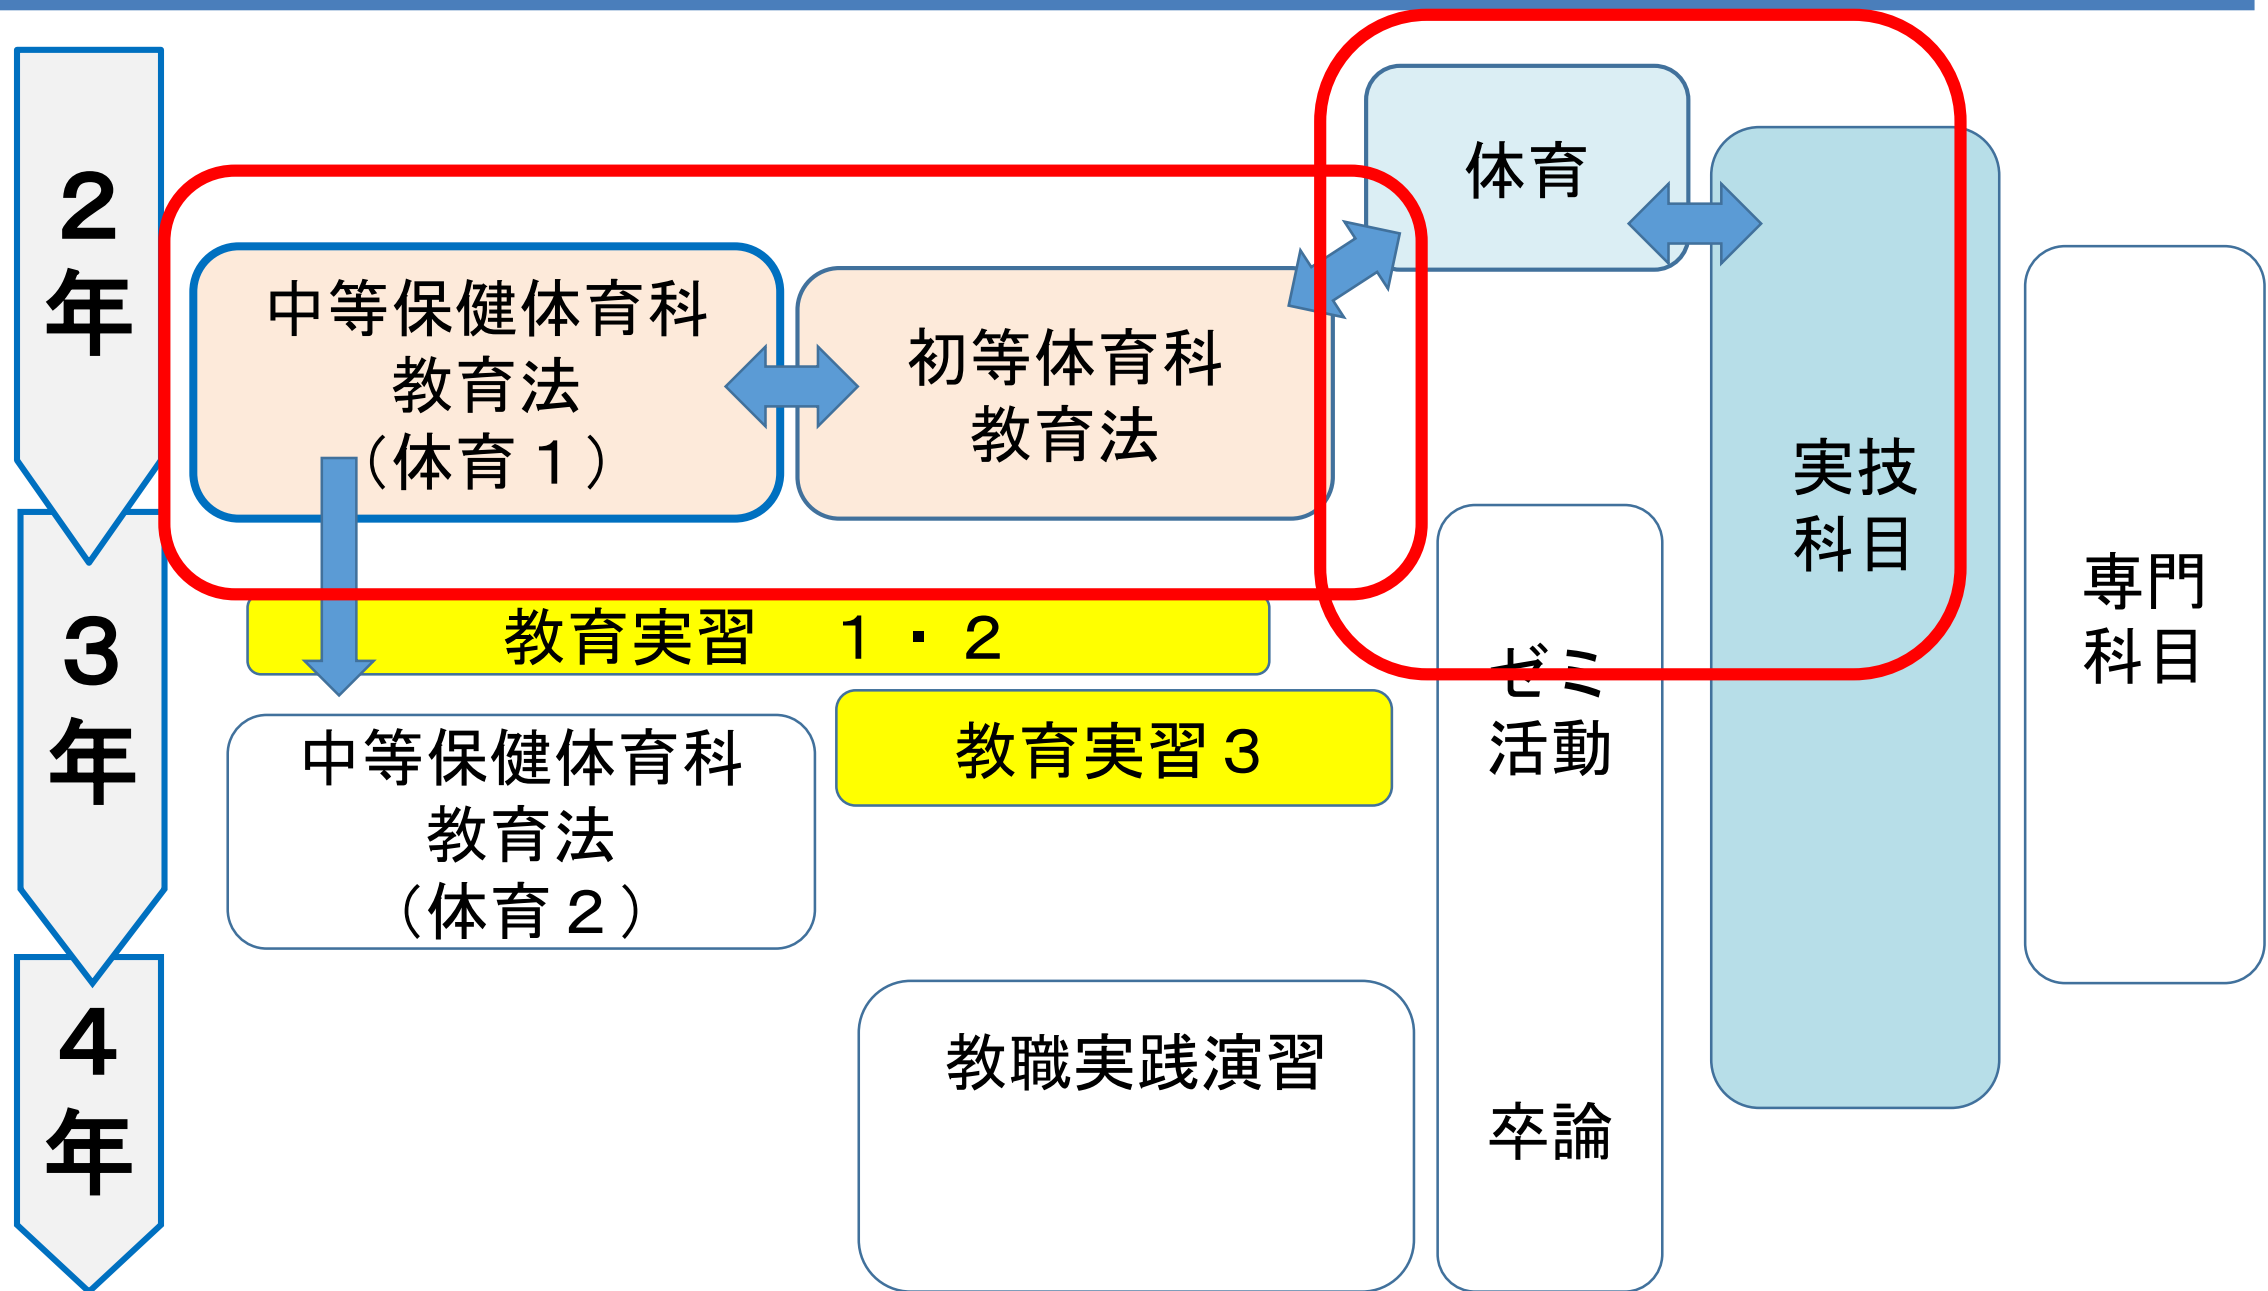 2
年
3
年
4
年
中等保健体育科
教育法
（体育１）
初等体育科
教育法
体育
実技
科目
専門
科目
教育実習　１・２
教育実習３
中等保健体育科
教育法
（体育２）
ゼミ
活動
卒論
教職実践演習